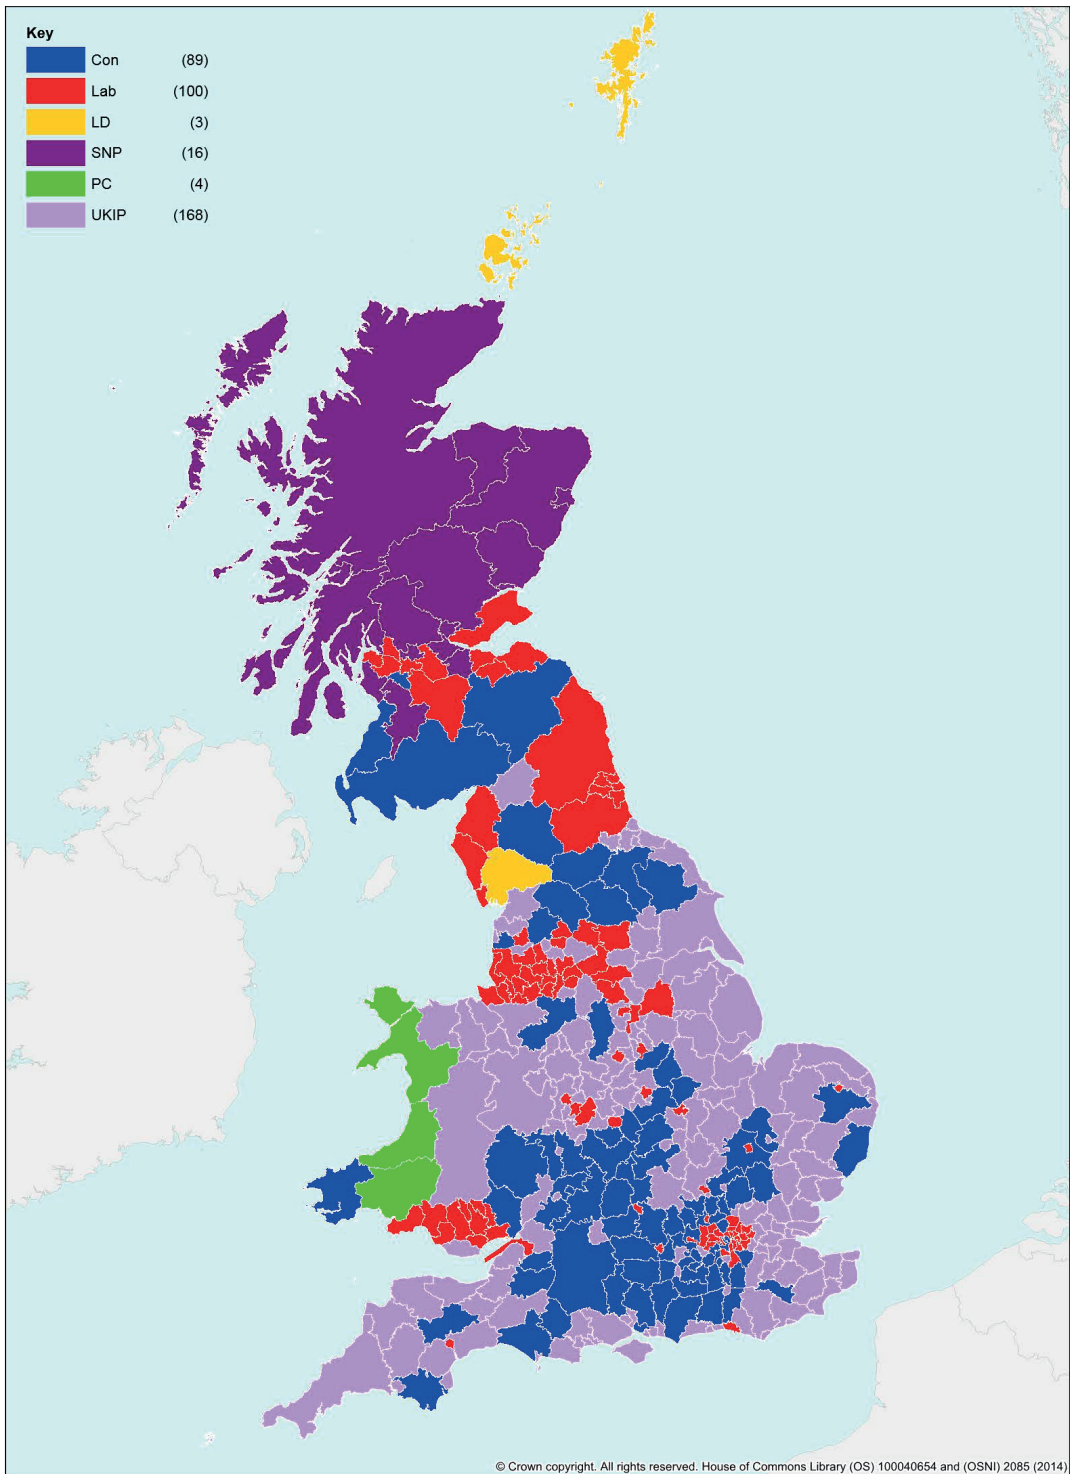 Key
Con (89)
Lab (100)
LD (3)
SNP (16)
PC (4)
UKIP (168)
© Crown copyright. All rights reserved. House of Commons Library (OS) 100040654 and (OSNI) 2085 (2014)